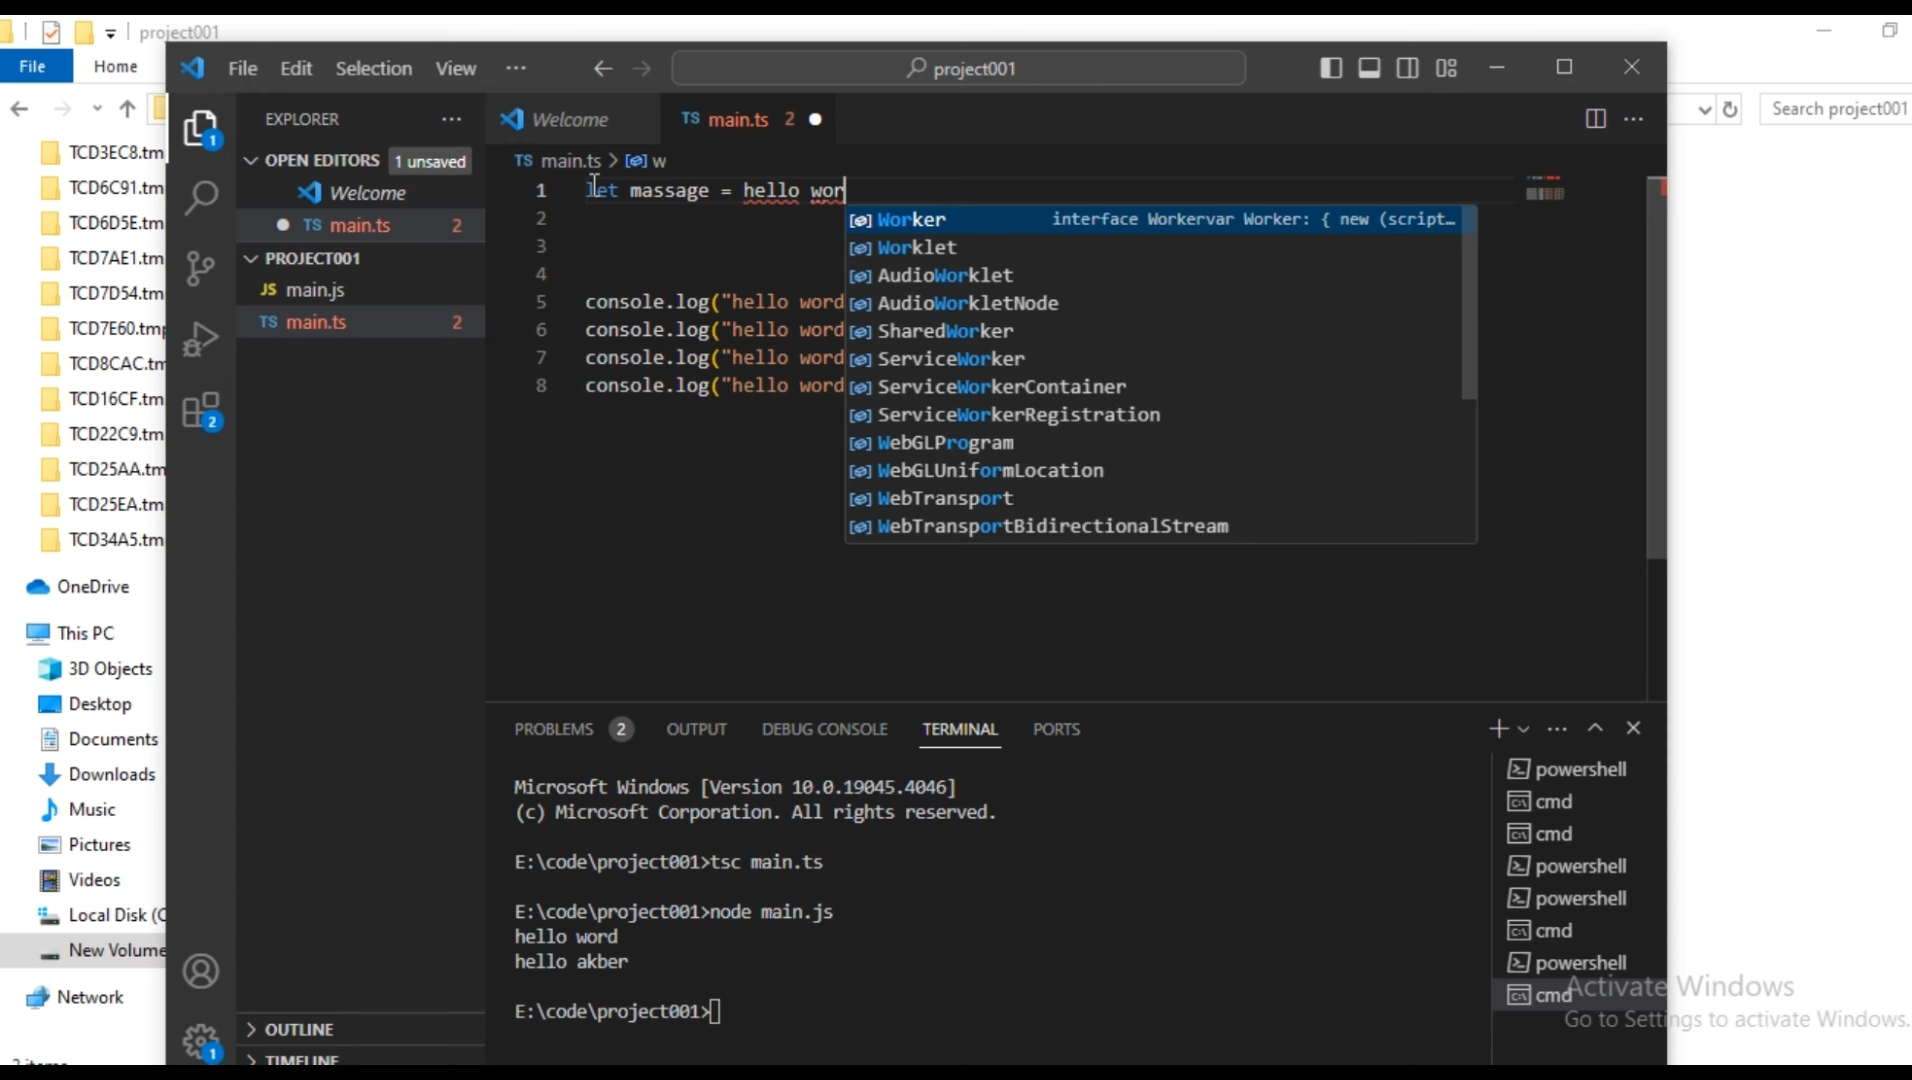 project001
File
Home
Search project001
File Edit Selection View ...
project001
EXPLORER
OPEN EDITORS 1 unsaved
Welcome
TS main.ts 2
PROJECT001
JS main.js
TS main.ts 2
OUTLINE
TIMELINE
1
2
2
1
TCD3EC8.tm
TCD6C91.tm
TCD6D5E.tm
TCD7AE1.tm
TCD7D54.tm
TCD7E60.tmp
TCD8CAC.tm
TCD16CF.tm
TCD22C9.tm
TCD25AA.tm
TCD25EA.tm
TCD34A5.tm
OneDrive
This PC
3D Objects
Desktop
Documents
Downloads
Music
Pictures
Videos
Local Disk (C
New Volume
Network
Welcome TS main.ts 2
TS main.ts > w
1 let massage = hello wor
2
3
4
5 console.log("hello word
6 console.log("hello word
7 console.log("hello word
8 console.log("hello word
Worker interface Workervar Worker: { new (script...
Worklet
AudioWorklet
AudioWorkletNode
SharedWorker
ServiceWorker
ServiceWorkerContainer
ServiceWorkerRegistration
WebGLProgram
WebGLUniformLocation
WebTransport
WebTransportBidirectionalStream
PROBLEMS 2 OUTPUT DEBUG CONSOLE TERMINAL PORTS
Microsoft Windows [Version 10.0.19045.4046]
(c) Microsoft Corporation. All rights reserved.
E:\code\project001>tsc main.ts
E:\code\project001>node main.js
hello word
hello akber
E:\code\project001>
powershell
cmd
cmd
powershell
powershell
cmd
powershell
cmd
Activate Windows
Go to Settings to activate Windows.